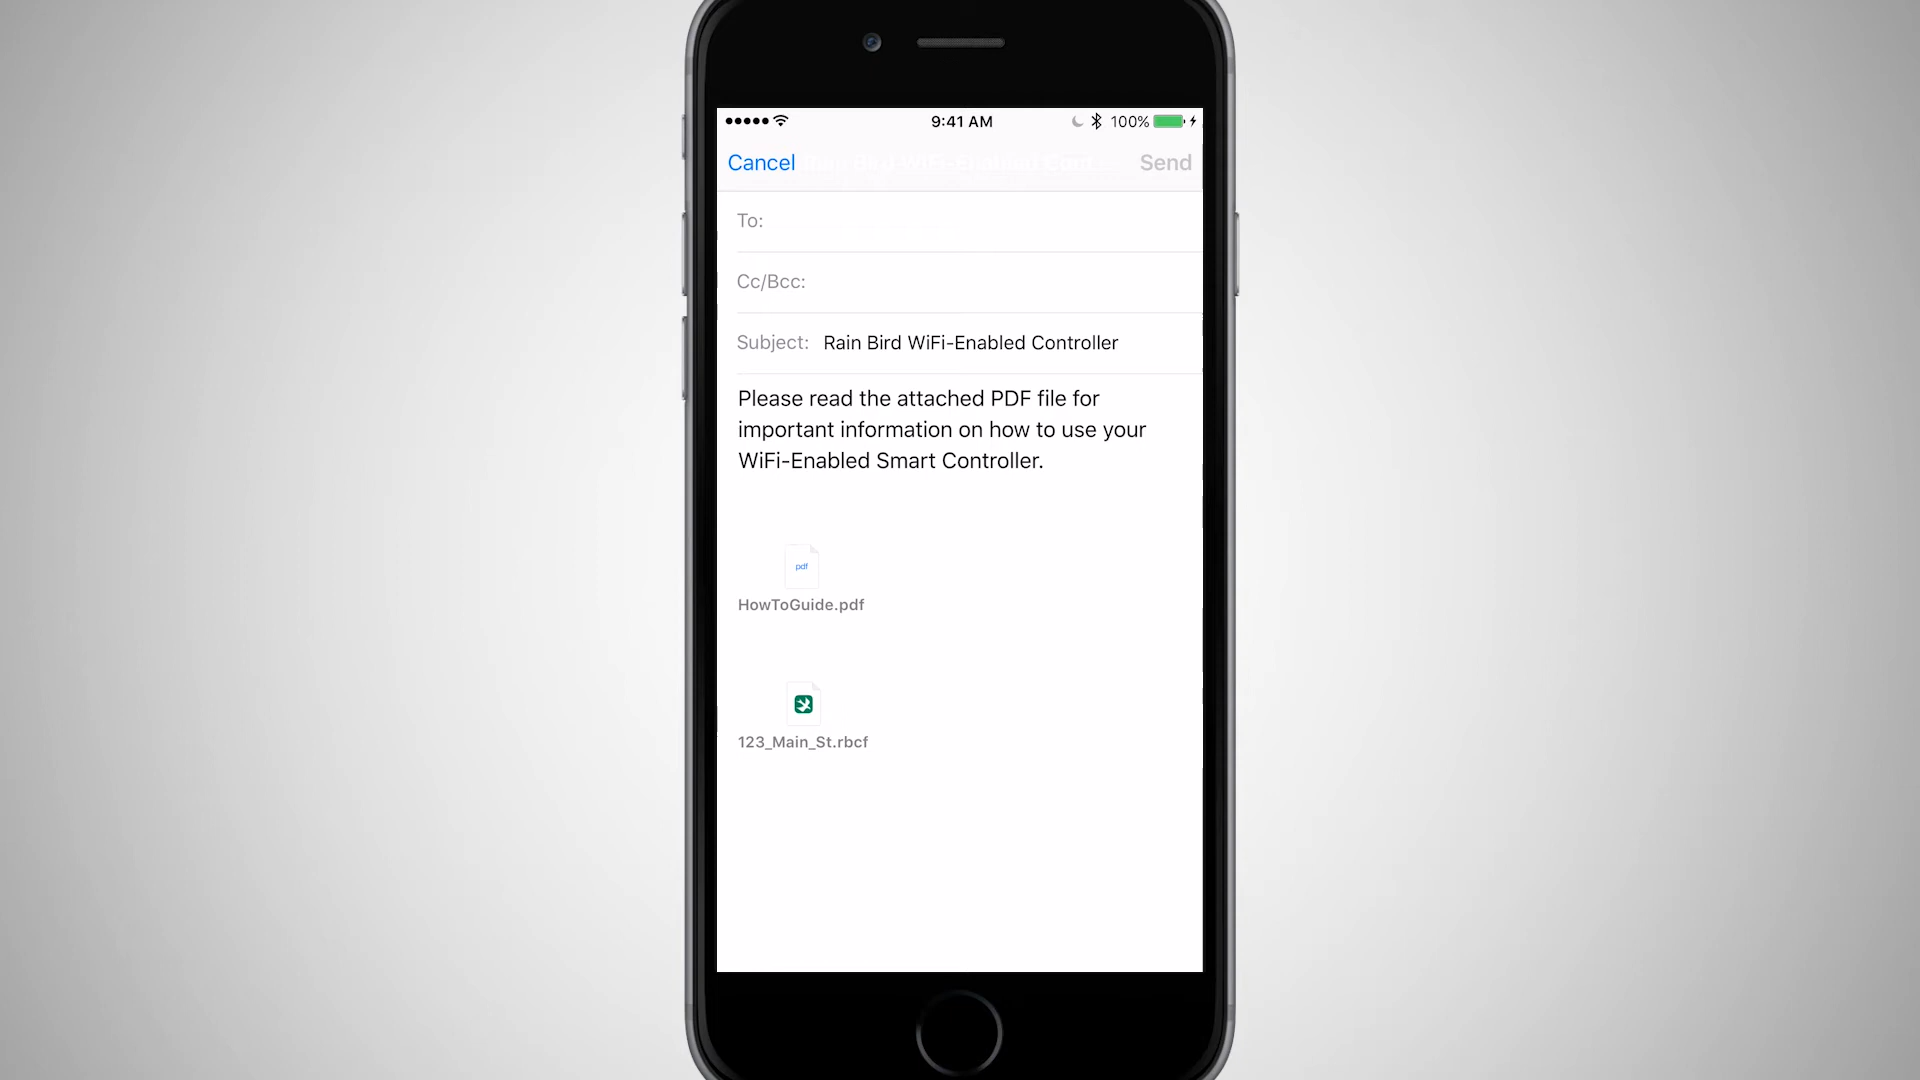 9:41 AM
100%
Cancel
Send
To:
Cc/Bcc:
Subject: Rain Bird WiFi-Enabled Controller
Please read the attached PDF file for
important information on how to use your
WiFi-Enabled Smart Controller.
pdf
HowToGuide.pdf
123_Main_St.rbcf